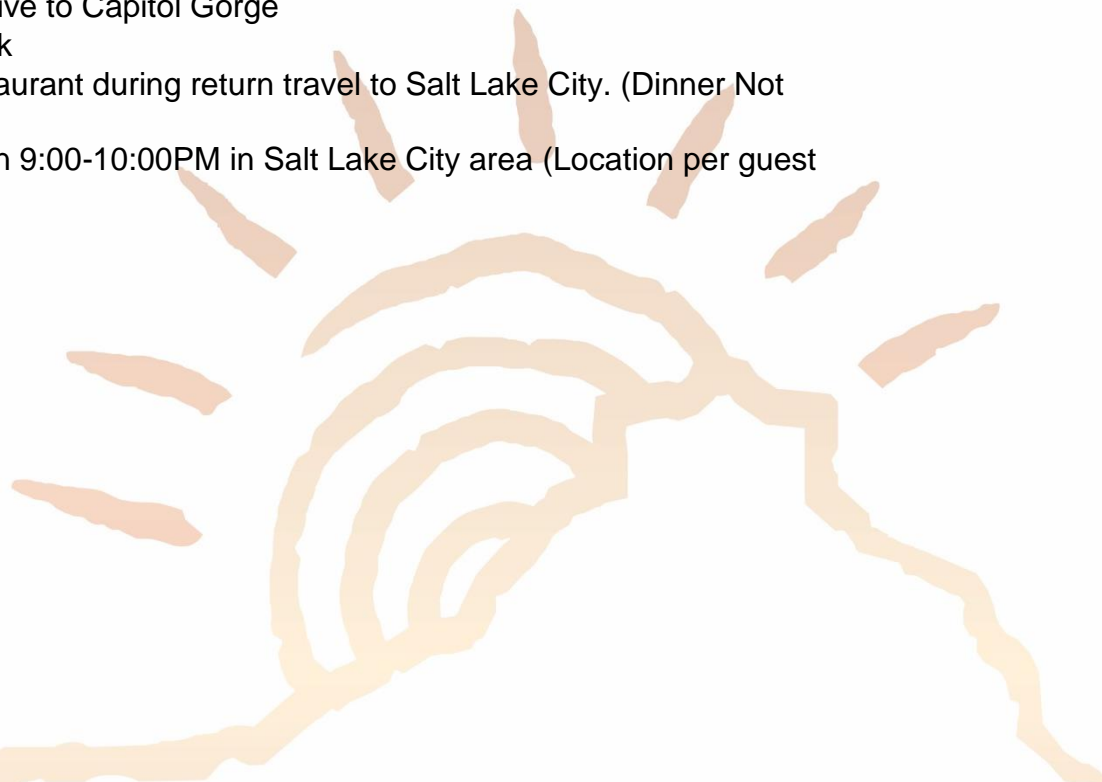 ive to Capitol Gorge
k
aurant during return travel to Salt Lake City. (Dinner Not
n 9:00-10:00PM in Salt Lake City area (Location per guest